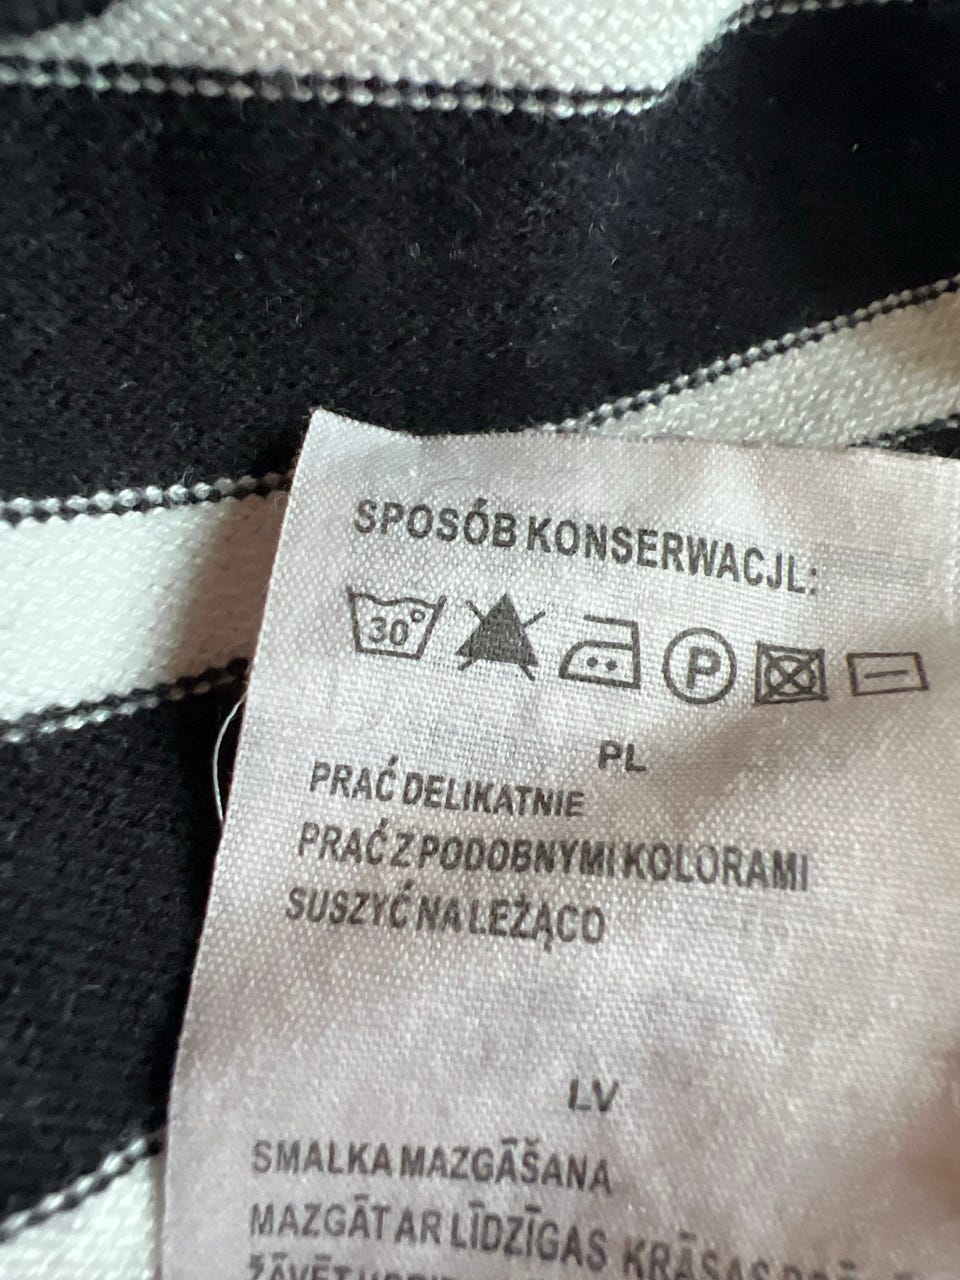 SPOSÓB KONSERWACJL:
30°
P
PL
PRAĆ DELIKATNIE
PRAĆ Z PODOBNYMI KOLORAMI
SUSZYĆ NA LEŻĄCO
LV
SMALKA MAZGĀŠANA
MAZGĀT AR LĪDZĪGAS KRĀSAS
ŽĀVĒT